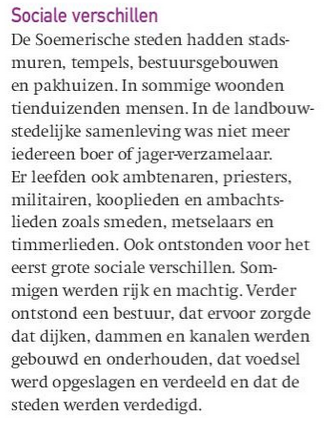 Sociale verschillen
De Soemerische steden hadden stads-
muren, tempels, bestuursgebouwen
en pakhuizen. In sommige woonden
tienduizenden mensen. In de landbouw-
stedelijke samenleving was niet meer
iedereen boer of jager-verzamelaar.
Er leefden ook ambtenaren, priesters,
militairen, kooplieden en ambachts-
lieden zoals smeden, metselaars en
timmerlieden. Ook ontstonden voor het
eerst grote sociale verschillen. Som-
migen werden rijk en machtig. Verder
ontstond een bestuur, dat ervoor zorgde
dat dijken, dammen en kanalen werden
gebouwd en onderhouden, dat voedsel
werd opgeslagen en verdeeld en dat de
steden werden verdedigd.